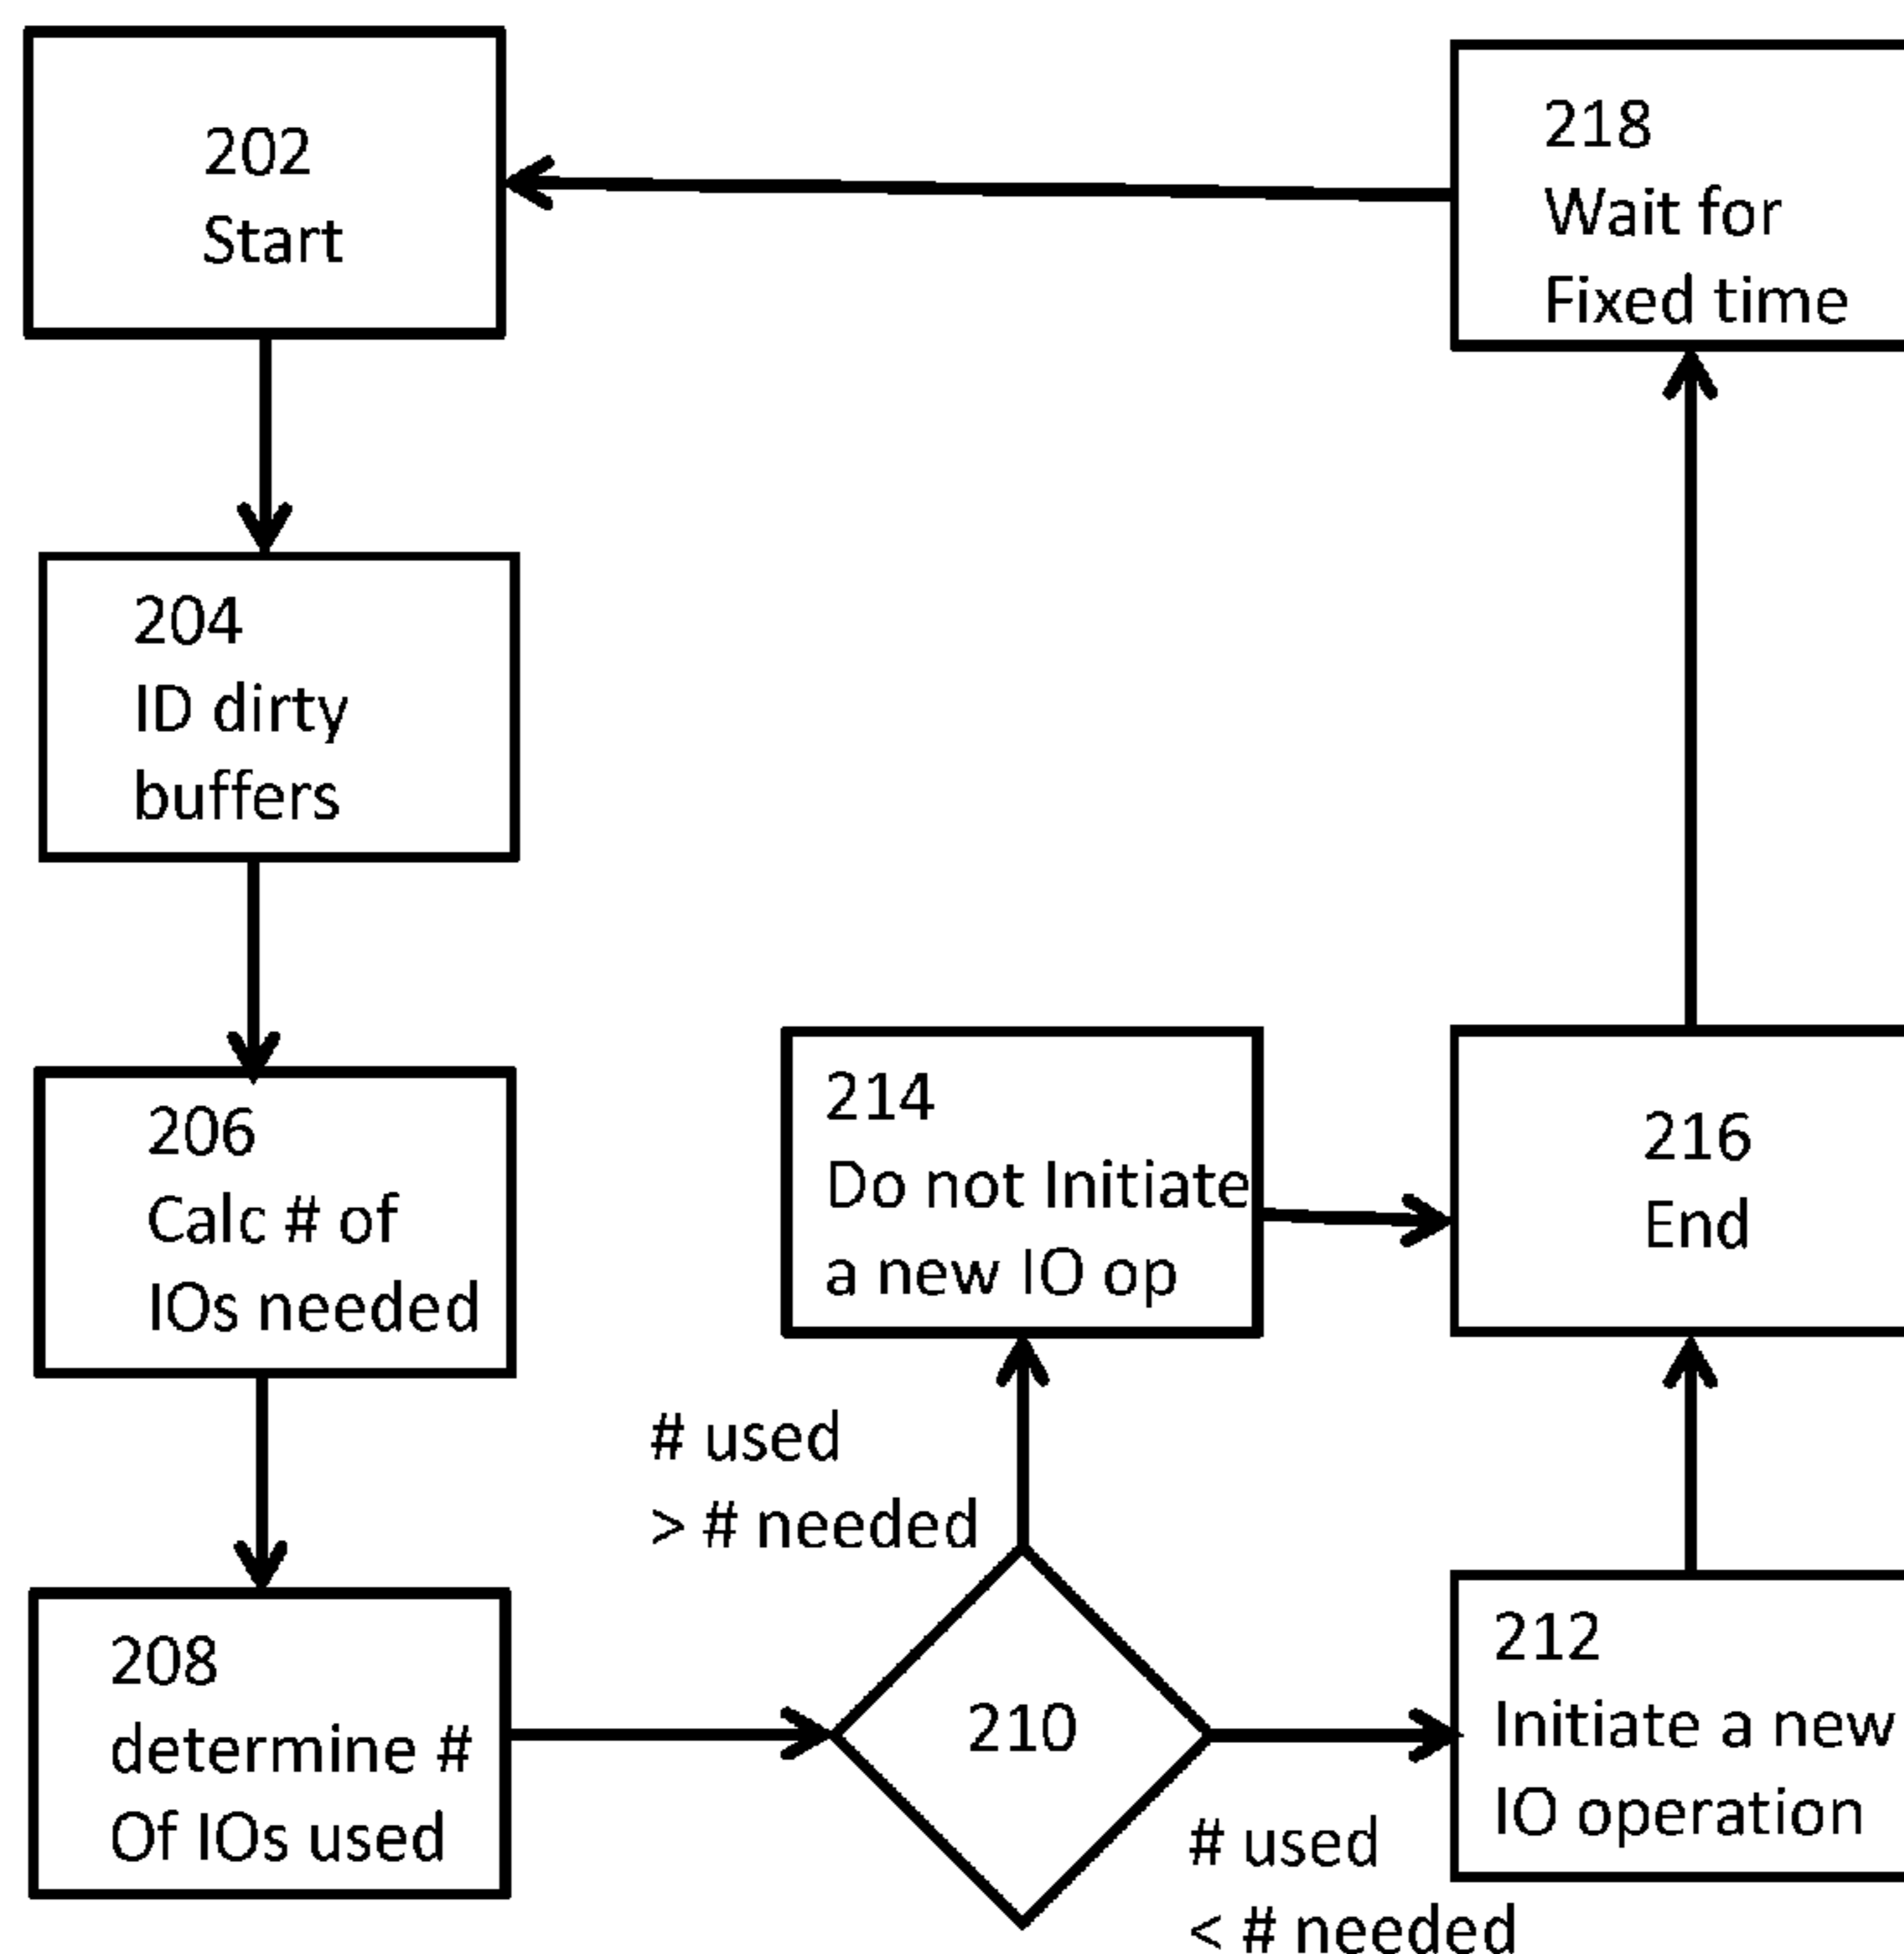 202
Start
218
Wait for
Fixed time
204
ID dirty
buffers
206
Calc # of
IOs needed
214
Do not Initiate
a new IO op
216
End
# used
> # needed
208
determine #
Of IOs used
210
212
Initiate a new
IO operation
# used
< # needed